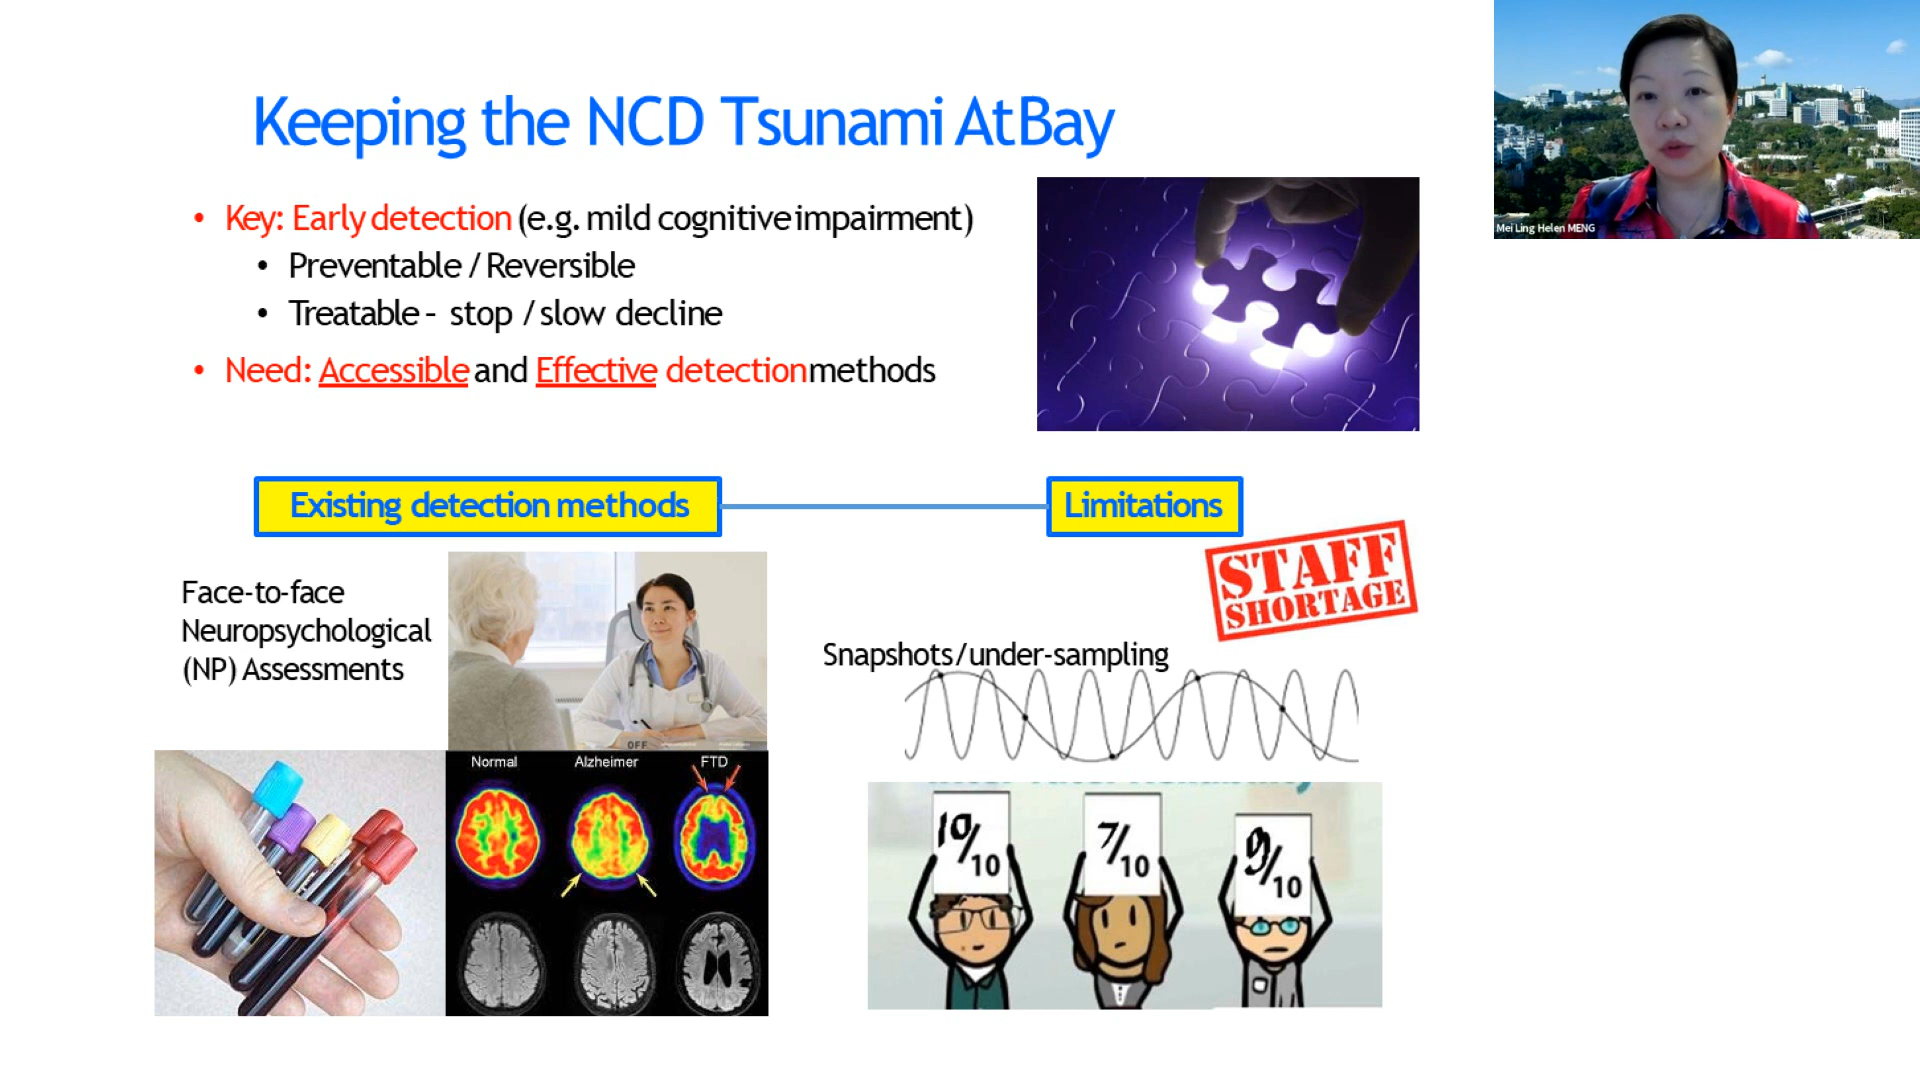 Keeping the NCD Tsunami At Bay
Mei Ling Helen MENG
• Key: Early detection (e.g. mild cognitive impairment)
• Preventable / Reversible
• Treatable – stop / slow decline
• Need: Accessible and Effective detection methods
Existing detection methods
Limitations
STAFF
SHORTAGE
Face-to-face
Neuropsychological
(NP) Assessments
Snapshots/under-sampling
OFF
Normal
Alzheimer
FTD
10/10
7/10
9/10